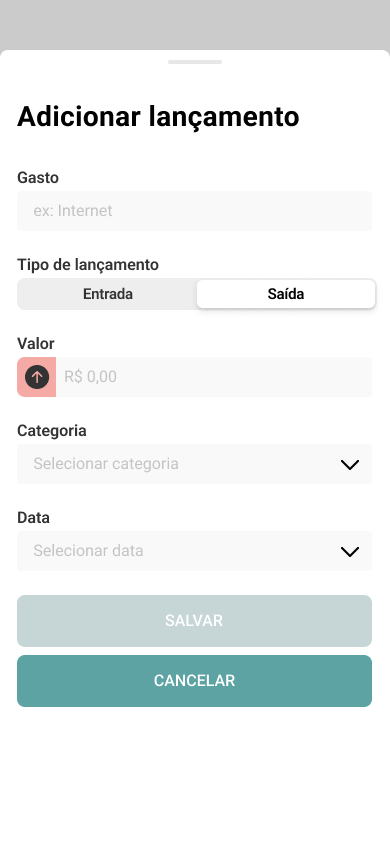 Adicionar lançamento
Gasto
ex: Internet
Tipo de lançamento
Entrada
Saída
Valor
R$ 0,00
Categoria
Selecionar categoria
Data
Selecionar data
SALVAR
CANCELAR